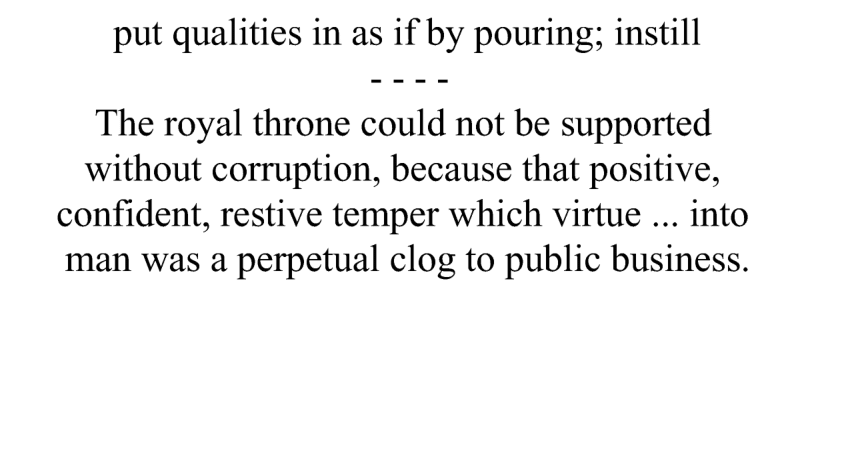 put qualities in as if by pouring; instill
- - - -
The royal throne could not be supported
without corruption, because that positive,
confident, restive temper which virtue ... into
man was a perpetual clog to public business.